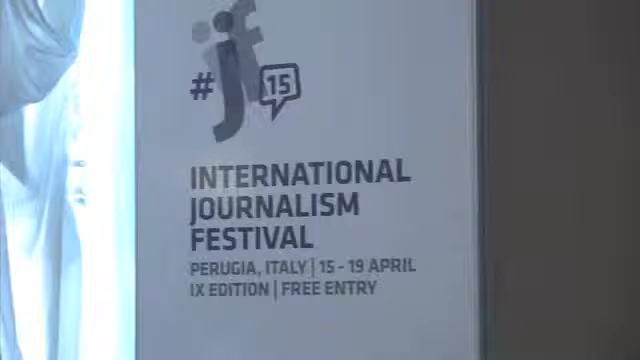 #ijf15
INTERNATIONAL
JOURNALISM
FESTIVAL
PERUGIA, ITALY | 15 - 19 APRIL
IX EDITION | FREE ENTRY